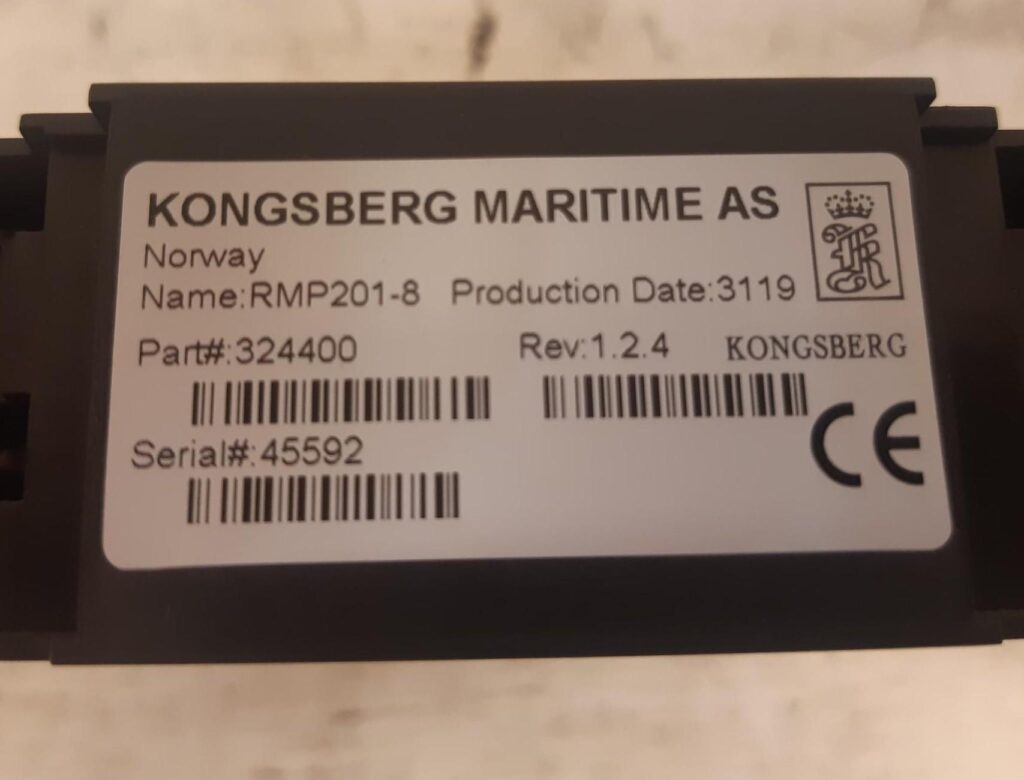 KONGSBERG MARITIME AS
Norway
Name:RMP201-8 Production Date:3119
Part#:324400 Rev:1.2.4 KONGSBERG
Serial#:45592
CE